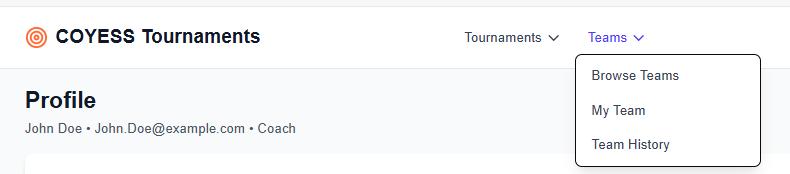 COYESS Tournaments
Tournaments
Teams
Browse Teams
My Team
Team History
Profile
John Doe • John.Doe@example.com • Coach